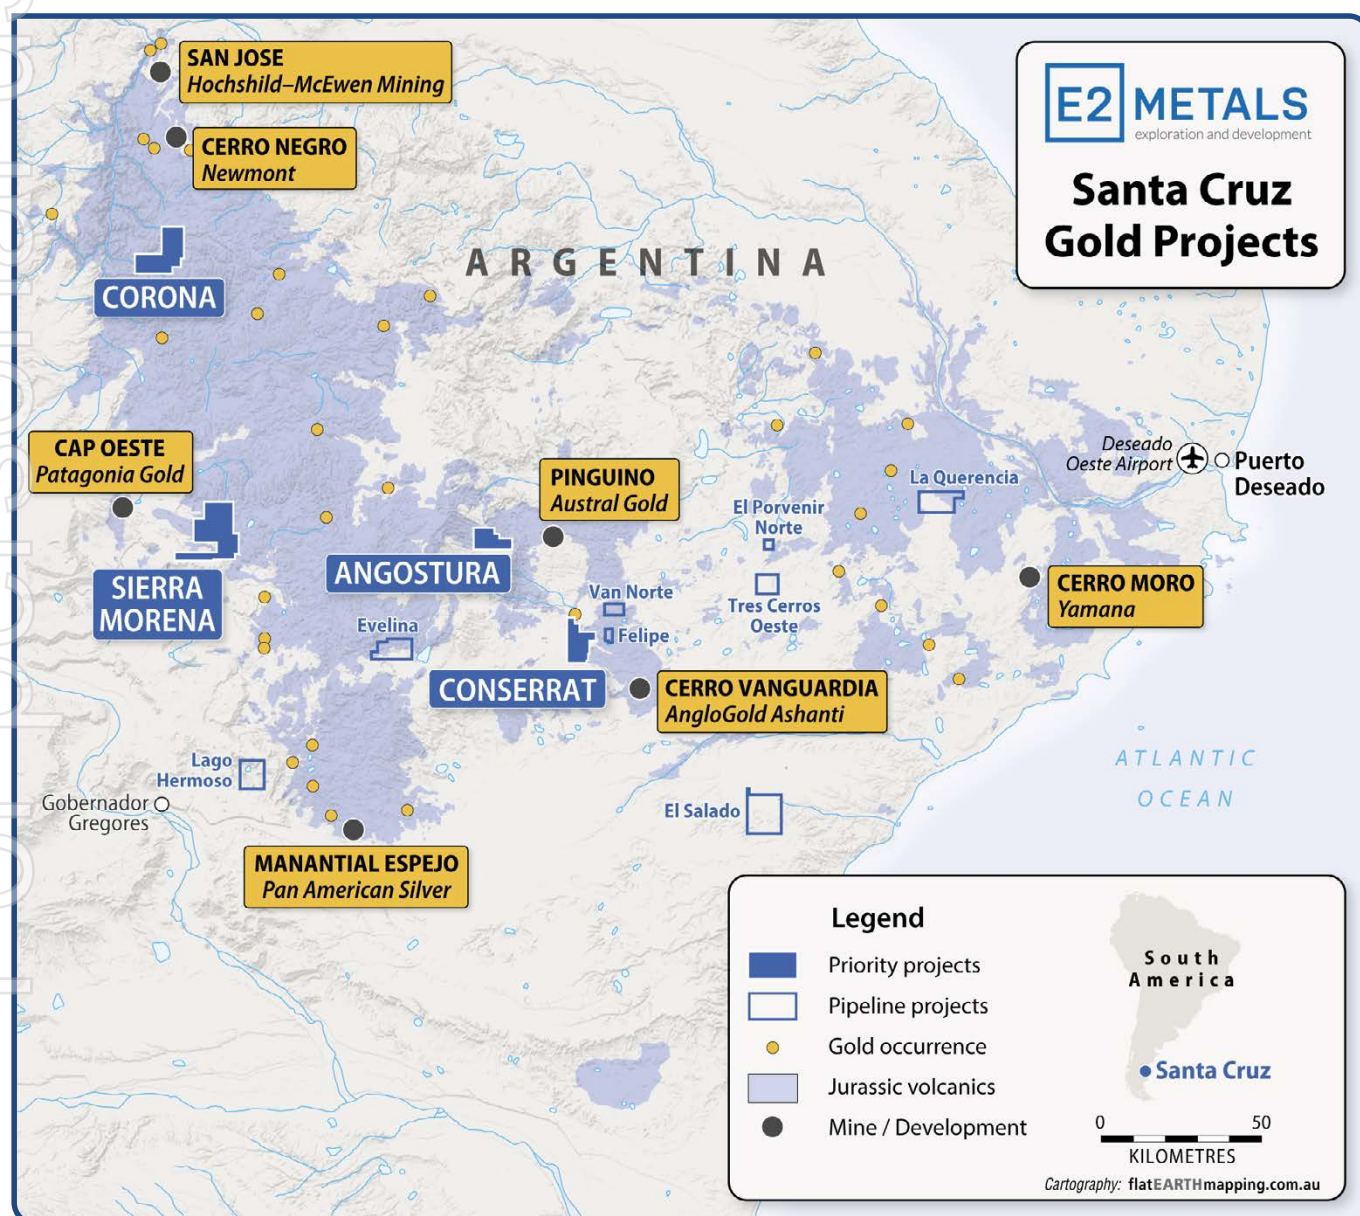 SAN JOSE
Hochshild–McEwen Mining
CERRO NEGRO
Newmont
E2 METALS
exploration and development
Santa Cruz
Gold Projects
ARGENTINA
CORONA
CAP OESTE
Patagonia Gold
PINGUINO
Austral Gold
Deseado
Oeste Airport
Puerto
Deseado
La Querencia
El Porvenir
Norte
SIERRA
MORENA
ANGOSTURA
Van Norte
Tres Cerros
Oeste
CERRO MORO
Yamana
Evelina
Felipe
CONSERRAT
CERRO VANGUARDIA
AngloGold Ashanti
Lago
Hermoso
Gobernador
Gregores
El Salado
ATLANTIC
OCEAN
MANANTIAL ESPEJO
Pan American Silver
Legend
Priority projects
Pipeline projects
Gold occurrence
Jurassic volcanics
Mine / Development
South
America
Santa Cruz
0 50
KILOMETRES
Cartography: flatEARTHmapping.com.au